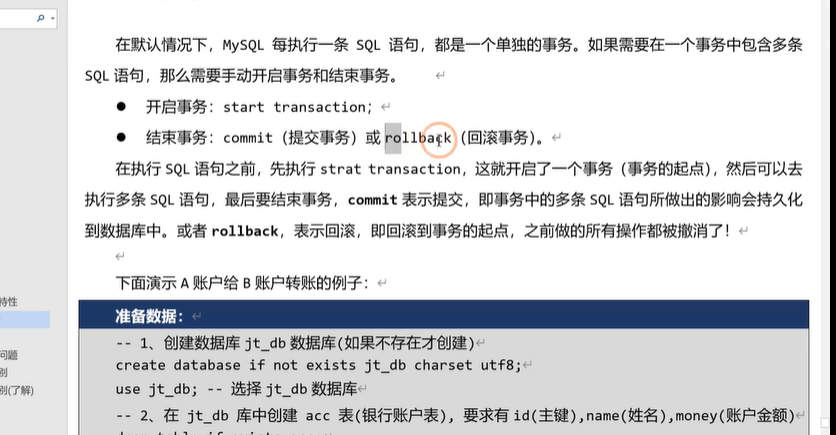 在默认情况下，MySQL 每执行一条 SQL 语句，都是一个单独的事务。如果需要在一个事务中包含多条
SQL 语句，那么需要手动开启事务和结束事务。
● 开启事务：start transaction;
● 结束事务：commit（提交事务）或 rollback（回滚事务）。
在执行 SQL 语句之前，先执行 strat transaction，这就开启了一个事务（事务的起点），然后可以去
执行多条 SQL 语句，最后要结束事务，commit 表示提交，即事务中的多条 SQL 语句所做出的影响会持久化
到数据库中。或者 rollback，表示回滚，即回滚到事务的起点，之前做的所有操作都被撤消了！
下面演示 A 账户给 B 账户转账的例子：
特性
准备数据：
-- 1、创建数据库 jt_db 数据库(如果不存在才创建)
问题
create database if not exists jt_db charset utf8;
别
use jt_db; -- 选择 jt_db 数据库
别(了解)
-- 2、在 jt_db 库中创建 acc 表(银行账户表), 要求有 id(主键),name(姓名),money(账户金额)